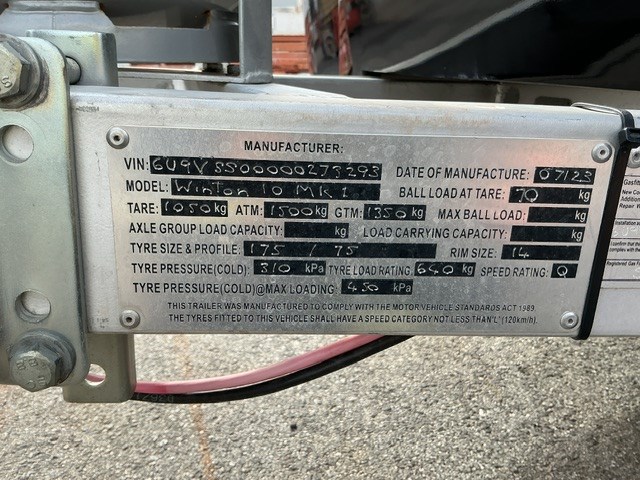 MANUFACTURER:
VIN: 6U9VSS00000273293 DATE OF MANUFACTURE: 07/23
MODEL: Winton 10 MK 1 BALL LOAD AT TARE: 70 kg
TARE: 1050 kg ATM: 1500 kg GTM: 1350 kg MAX BALL LOAD: kg
AXLE GROUP LOAD CAPACITY: kg LOAD CARRYING CAPACITY: kg
TYRE SIZE & PROFILE: 175 / 75 RIM SIZE: 14
TYRE PRESSURE(COLD): 310 kPa TYRE LOAD RATING 640 kg SPEED RATING: Q
TYRE PRESSURE(COLD)@MAX LOADING: 450 kPa
THIS TRAILER WAS MANUFACTURED TO COMPLY WITH THE MOTOR VEHICLE STANDARDS ACT 1989.
THE TYRES FITTED TO THIS VEHICLE SHALL HAVE A SPEED CATEGORY NOT LESS THAN'L' (120km/h).